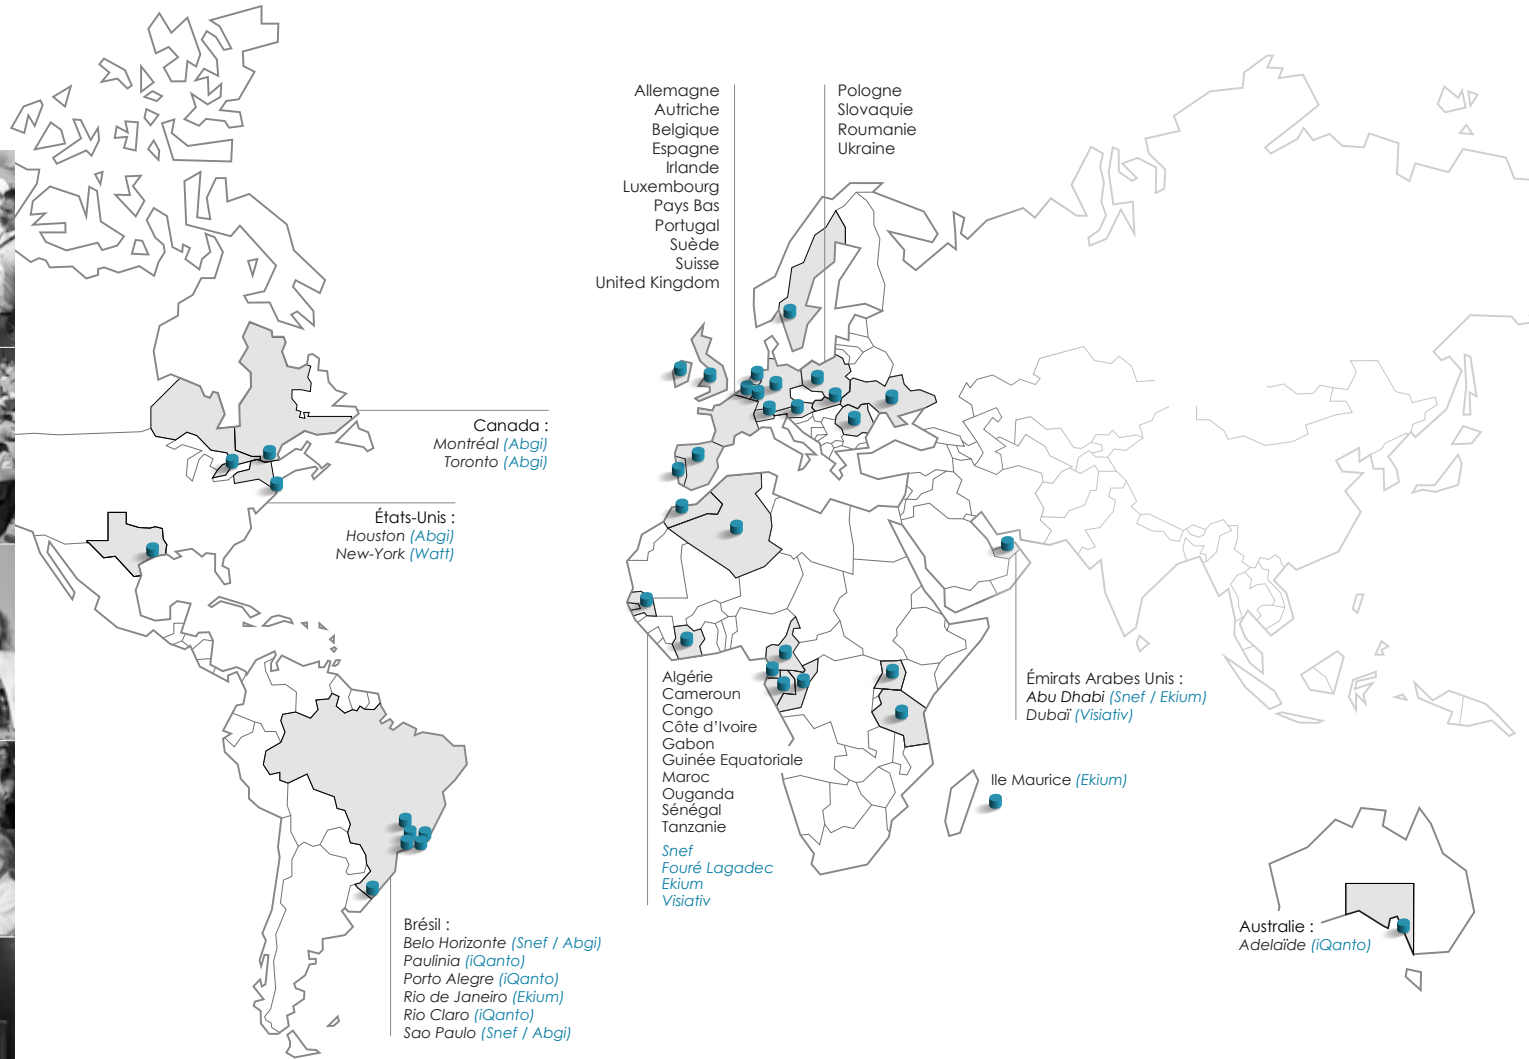 Allemagne
Autriche
Belgique
Espagne
Irlande
Luxembourg
Pays Bas
Portugal
Suède
Suisse
United Kingdom
Pologne
Slovaquie
Roumanie
Ukraine
Canada :
Montréal (Abgi)
Toronto (Abgi)
États-Unis :
Houston (Abgi)
New-York (Watt)
Algérie
Cameroun
Congo
Côte d'Ivoire
Gabon
Guinée Equatoriale
Maroc
Ouganda
Sénégal
Tanzanie
Snef
Fouré Lagadec
Ekium
Visiativ
Émirats Arabes Unis :
Abu Dhabi (Snef / Ekium)
Dubaï (Visiativ)
Ile Maurice (Ekium)
Brésil :
Belo Horizonte (Snef / Abgi)
Paulinia (iQanto)
Porto Alegre (iQanto)
Rio de Janeiro (Ekium)
Rio Claro (iQanto)
Sao Paulo (Snef / Abgi)
Australie :
Adelaïde (iQanto)